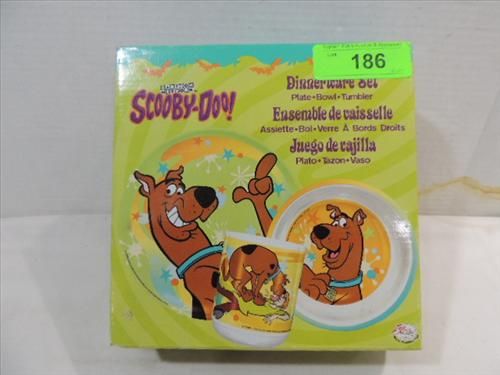 186
SCOOBY-DOO!
Dinnerware Set
Plate•Bowl•Tumbler
Ensemble de vaisselle
Assiette•Bol•Verre À Bords Droits
Juego de vajilla
Plato•Tazon•Vaso